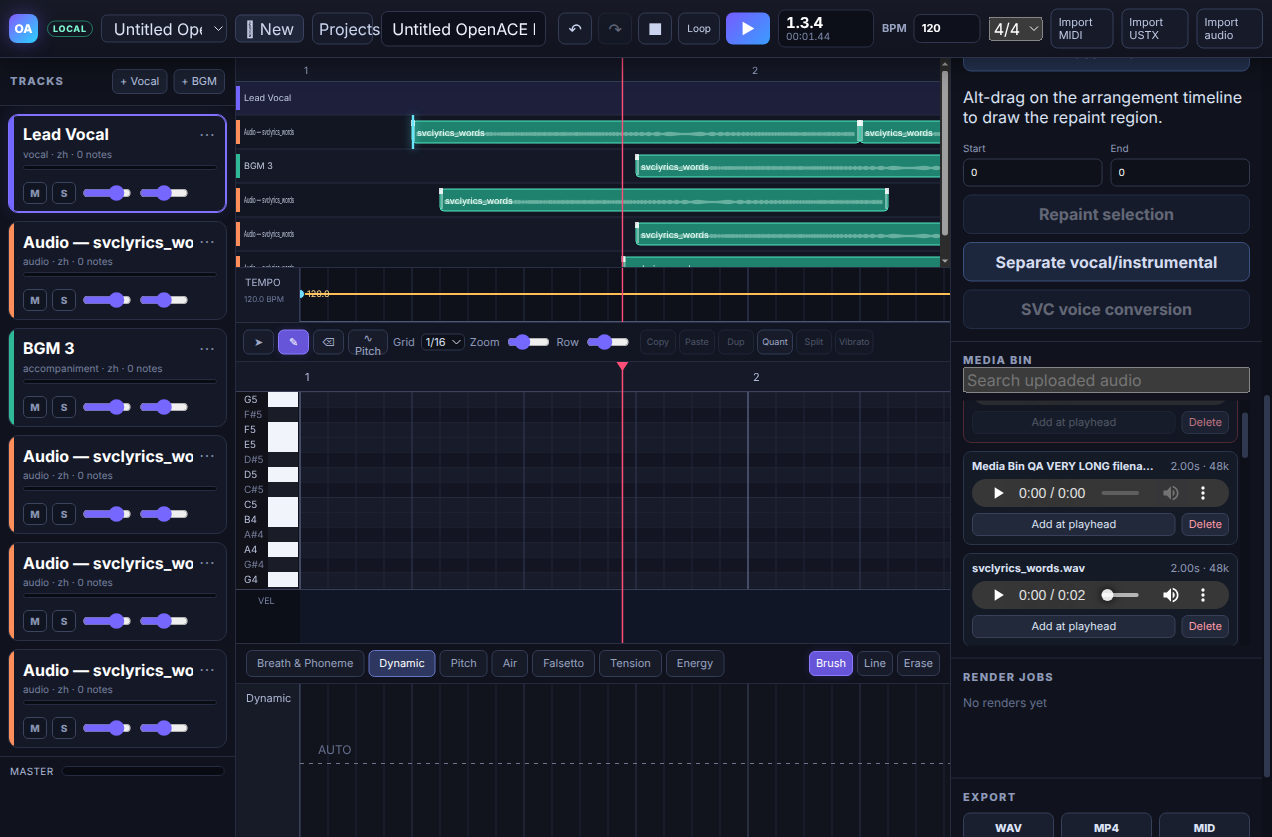 OA
LOCAL
Untitled Ope
New
Projects
Untitled OpenACE
Loop
1.3.4
00:01.44
BPM
120
4/4
Import MIDI
Import USTX
Import audio
TRACKS
+ Vocal
+ BGM
Lead Vocal
vocal · zh · 0 notes
M
S
Audio — svclyrics_wo
audio · zh · 0 notes
M
S
BGM 3
accompaniment · zh · 0 notes
M
S
Audio — svclyrics_wo
audio · zh · 0 notes
M
S
Audio — svclyrics_wo
audio · zh · 0 notes
M
S
Audio — svclyrics_wo
audio · zh · 0 notes
M
S
MASTER
1
2
Lead Vocal
Audio — svclyrics_words
svclyrics_words
svclyrics_words
BGM 3
svclyrics_words
Audio — svclyrics_words
svclyrics_words
Audio — svclyrics_words
svclyrics_words
TEMPO
120.0 BPM
120.0
Pitch
Grid
1/16
Zoom
Row
Copy
Paste
Dup
Quant
Split
Vibrato
1
2
G5
F#5
F5
E5
D#5
D5
C#5
C5
B4
A#4
A4
G#4
G4
VEL
Breath & Phoneme
Dynamic
Pitch
Air
Falsetto
Tension
Energy
Brush
Line
Erase
Dynamic
AUTO
Alt-drag on the arrangement timeline
to draw the repaint region.
Start
End
0
0
Repaint selection
Separate vocal/instrumental
SVC voice conversion
MEDIA BIN
Search uploaded audio
Add at playhead
Delete
Media Bin QA VERY LONG filena...
2.00s · 48k
0:00 / 0:00
Add at playhead
Delete
svclyrics_words.wav
2.00s · 48k
0:00 / 0:02
Add at playhead
Delete
RENDER JOBS
No renders yet
EXPORT
WAV
MP4
MID